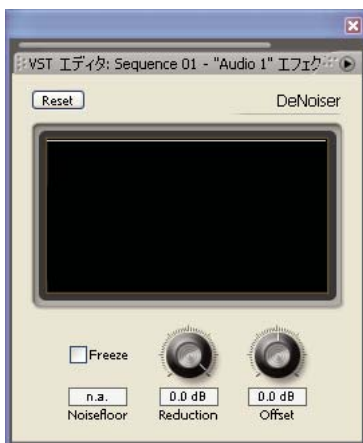 VST エディタ: Sequence 01 - "Audio 1" エフェク
Reset
DeNoiser
Freeze
n.a.
0.0 dB
0.0 dB
Noisefloor
Reduction
Offset